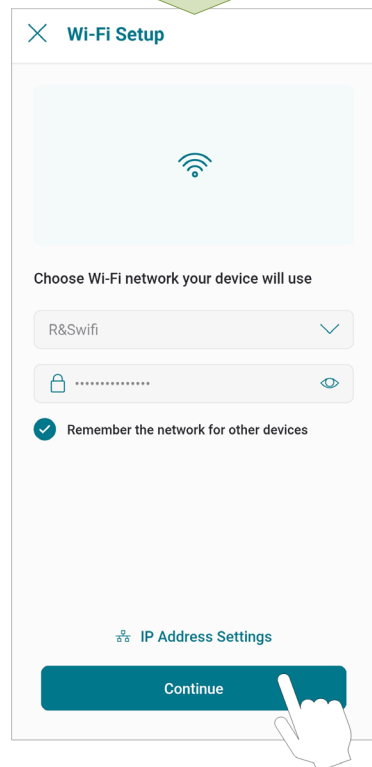 Wi-Fi Setup
Choose Wi-Fi network your device will use
R&Swifi
•••••••••••••••
Remember the network for other devices
IP Address Settings
Continue